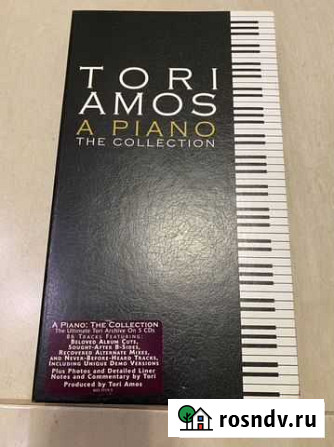 TORI
AMOS
A PIANO
THE COLLECTION
A PIANO: THE COLLECTION
The Ultimate Tori Archive On 5 CDs
86 Tracks Featuring:
Beloved Album Cuts,
Sought-After B-Sides,
Recovered Alternate Mixes,
and Never-Before-Heard Tracks,
Including Unique Demo Versions
Plus Photos and Detailed Liner
Notes and Commentary by Tori
Produced by Tori Amos
rosndv.ru